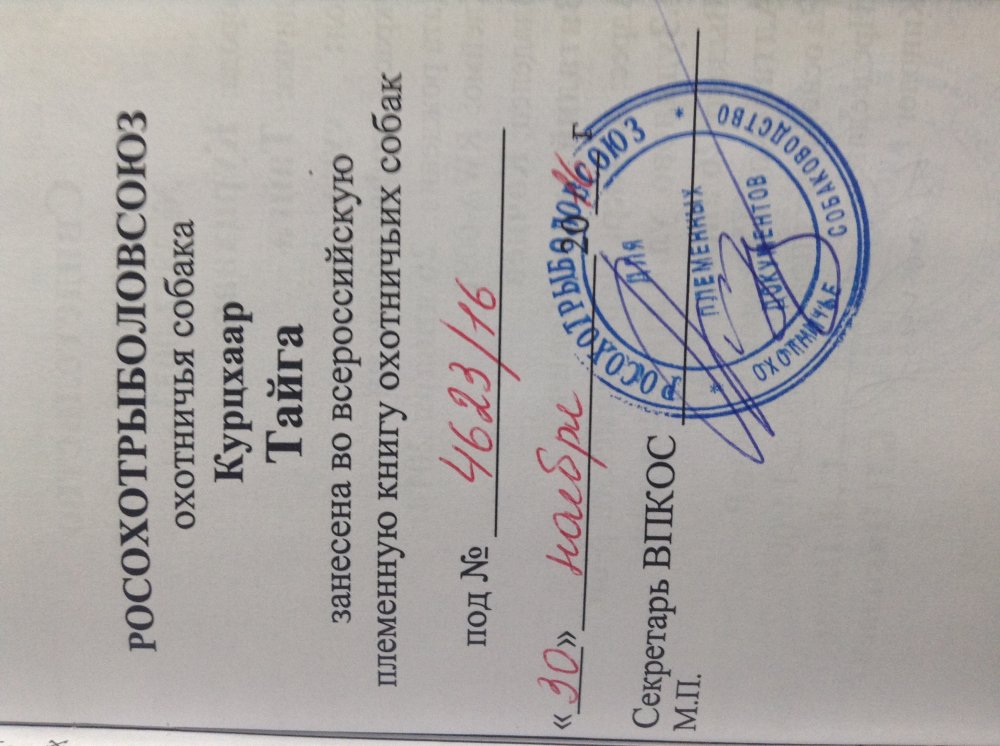 РОСОХОТРЫБОЛОВСОЮЗ
охотничья собака
Курцхаар
Тайга
занесена во всероссийскую
племенную книгу охотничьих собак
под № 4623/16
«30» ноября 2016 г
Секретарь ВПКОС
М.П.
РОСОХОТРЫБОЛОВСОЮЗ
* ОХОТНИЧЬЕ СОБАКОВОДСТВО *
ДЛЯ
ПЛЕМЕННЫХ
ДОКУМЕНТОВ